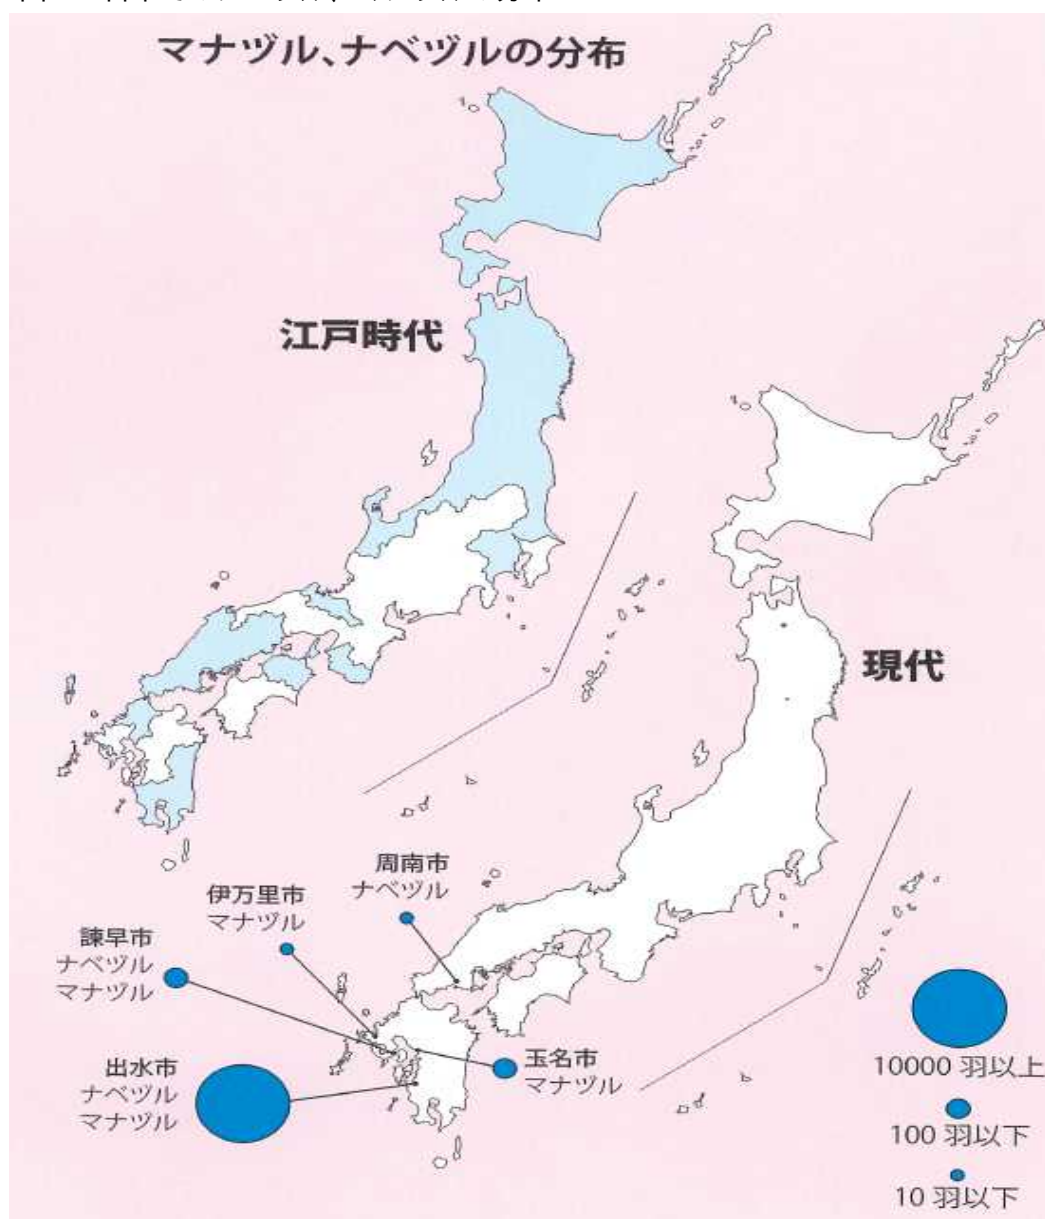 マナヅル、ナベヅルの分布
江戸時代
現代
周南市
ナベヅル
伊万里市
マナヅル
諫早市
ナベヅル
マナヅル
出水市
ナベヅル
マナヅル
玉名市
マナヅル
10000 羽以上
100 羽以下
10 羽以下